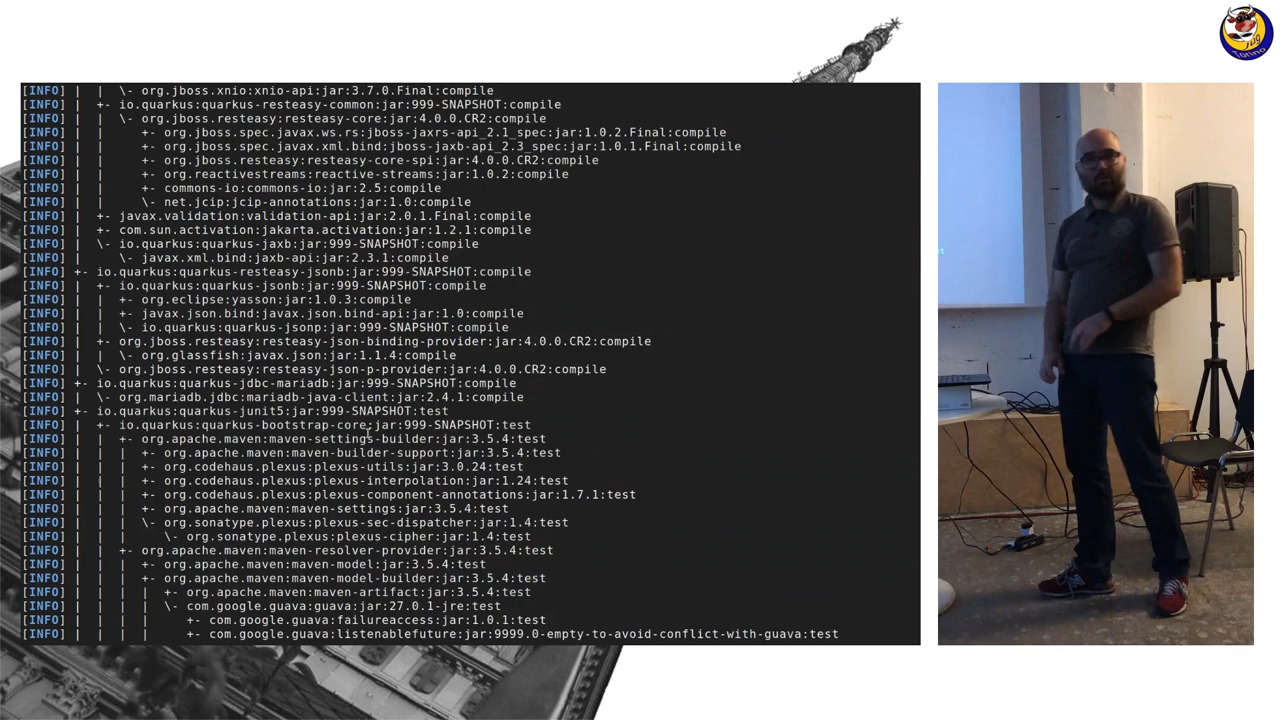 JUG
Torino
[INFO] |  |  \- org.jboss.xnio:xnio-api:jar:3.7.0.Final:compile
[INFO] |  +- io.quarkus:quarkus-resteasy-common:jar:999-SNAPSHOT:compile
[INFO] |  |  \- org.jboss.resteasy:resteasy-core:jar:4.0.0.CR2:compile
[INFO] |  |     +- org.jboss.spec.javax.ws.rs:jboss-jaxrs-api_2.1_spec:jar:1.0.2.Final:compile
[INFO] |  |     +- org.jboss.spec.javax.xml.bind:jboss-jaxb-api_2.3_spec:jar:1.0.1.Final:compile
[INFO] |  |     +- org.jboss.resteasy:resteasy-core-spi:jar:4.0.0.CR2:compile
[INFO] |  |     +- org.reactivestreams:reactive-streams:jar:1.0.2:compile
[INFO] |  |     +- commons-io:commons-io:jar:2.5:compile
[INFO] |  |     \- net.jcip:jcip-annotations:jar:1.0:compile
[INFO] |  +- javax.validation:validation-api:jar:2.0.1.Final:compile
[INFO] |  +- com.sun.activation:jakarta.activation:jar:1.2.1:compile
[INFO] |  \- io.quarkus:quarkus-jaxb:jar:999-SNAPSHOT:compile
[INFO] |     \- javax.xml.bind:jaxb-api:jar:2.3.1:compile
[INFO] +- io.quarkus:quarkus-resteasy-jsonb:jar:999-SNAPSHOT:compile
[INFO] |  +- io.quarkus:quarkus-jsonb:jar:999-SNAPSHOT:compile
[INFO] |  |  +- org.eclipse:yasson:jar:1.0.3:compile
[INFO] |  |  +- javax.json.bind:javax.json.bind-api:jar:1.0:compile
[INFO] |  |  \- io.quarkus:quarkus-jsonp:jar:999-SNAPSHOT:compile
[INFO] |  +- org.jboss.resteasy:resteasy-json-binding-provider:jar:4.0.0.CR2:compile
[INFO] |  |  \- org.glassfish:javax.json:jar:1.1.4:compile
[INFO] |  \- org.jboss.resteasy:resteasy-json-p-provider:jar:4.0.0.CR2:compile
[INFO] +- io.quarkus:quarkus-jdbc-mariadb:jar:999-SNAPSHOT:compile
[INFO] |  \- org.mariadb.jdbc:mariadb-java-client:jar:2.4.1:compile
[INFO] +- io.quarkus:quarkus-junit5:jar:999-SNAPSHOT:test
[INFO] |  +- io.quarkus:quarkus-bootstrap-core:jar:999-SNAPSHOT:test
[INFO] |  |  +- org.apache.maven:maven-settings-builder:jar:3.5.4:test
[INFO] |  |  |  +- org.apache.maven:maven-builder-support:jar:3.5.4:test
[INFO] |  |  |  +- org.codehaus.plexus:plexus-utils:jar:3.0.24:test
[INFO] |  |  |  +- org.codehaus.plexus:plexus-interpolation:jar:1.24:test
[INFO] |  |  |  +- org.codehaus.plexus:plexus-component-annotations:jar:1.7.1:test
[INFO] |  |  |  +- org.apache.maven:maven-settings:jar:3.5.4:test
[INFO] |  |  |  \- org.sonatype.plexus:plexus-sec-dispatcher:jar:1.4:test
[INFO] |  |  |     \- org.sonatype.plexus:plexus-cipher:jar:1.4:test
[INFO] |  |  +- org.apache.maven:maven-resolver-provider:jar:3.5.4:test
[INFO] |  |  |  +- org.apache.maven:maven-model:jar:3.5.4:test
[INFO] |  |  |  +- org.apache.maven:maven-model-builder:jar:3.5.4:test
[INFO] |  |  |  |  +- org.apache.maven:maven-artifact:jar:3.5.4:test
[INFO] |  |  |  |  \- com.google.guava:guava:jar:27.0.1-jre:test
[INFO] |  |  |  |     +- com.google.guava:failureaccess:jar:1.0.1:test
[INFO] |  |  |  |     +- com.google.guava:listenablefuture:jar:9999.0-empty-to-avoid-conflict-with-guava:test